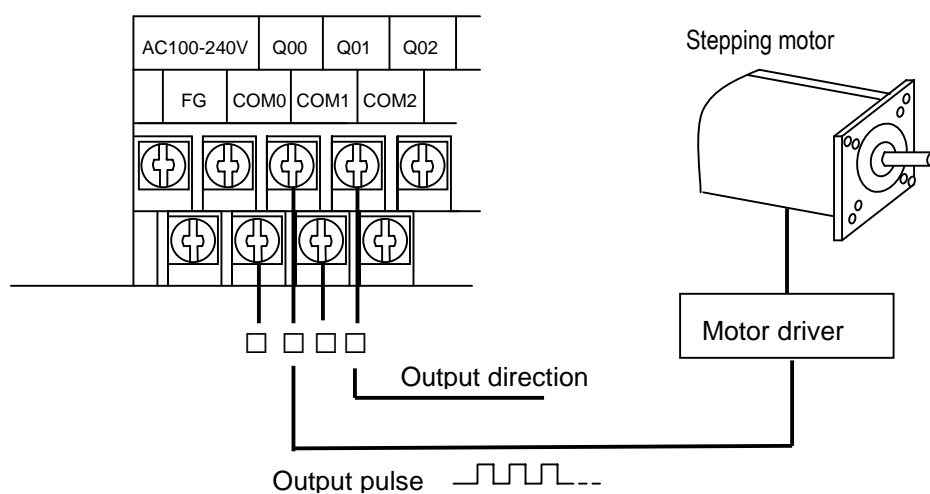 AC100-240V Q00 Q01 Q02
Stepping motor
FG COM0 COM1 COM2
Motor driver
Output direction
Output pulse